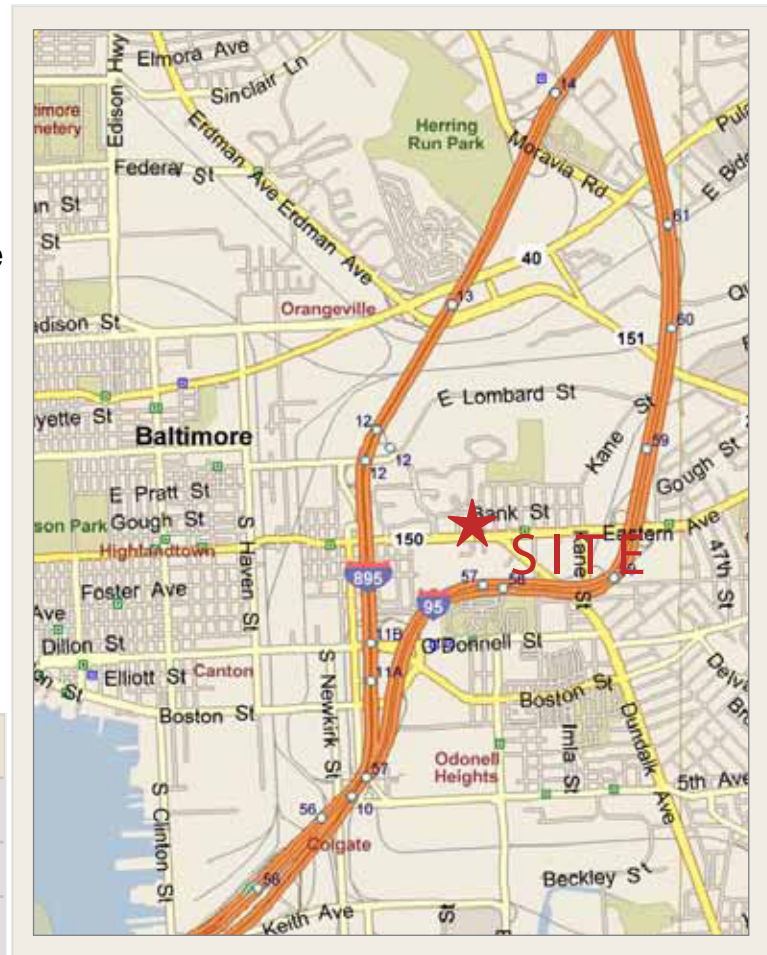 Elmora Ave
Edison Hwy
Sinclair Ln
14
Herring
Run Park
Moravia Rd
Erdman Ave
Erdman Ave
Federal St
St
St
61
40
13
Orangeville
60
151
E Lombard St
12
12
12
Kane St
59
Gough St
Baltimore
E Pratt St
Gough St
Highlandtown
Bank St
150
Eastern Ave
SITE
S Haven St
Kane St
47th St
895
57
58
95
Foster Ave
Ave
Dillon St
Elliott St
Canton
11B
11A
O'Donnell St
Boston St
Boston St
S Newkirk St
Imla St
Dundalk Ave
Odonell
Heights
57
56
10
5th Ave
Colgate
S Clinton St
56
Beckley St
Keith Ave
St